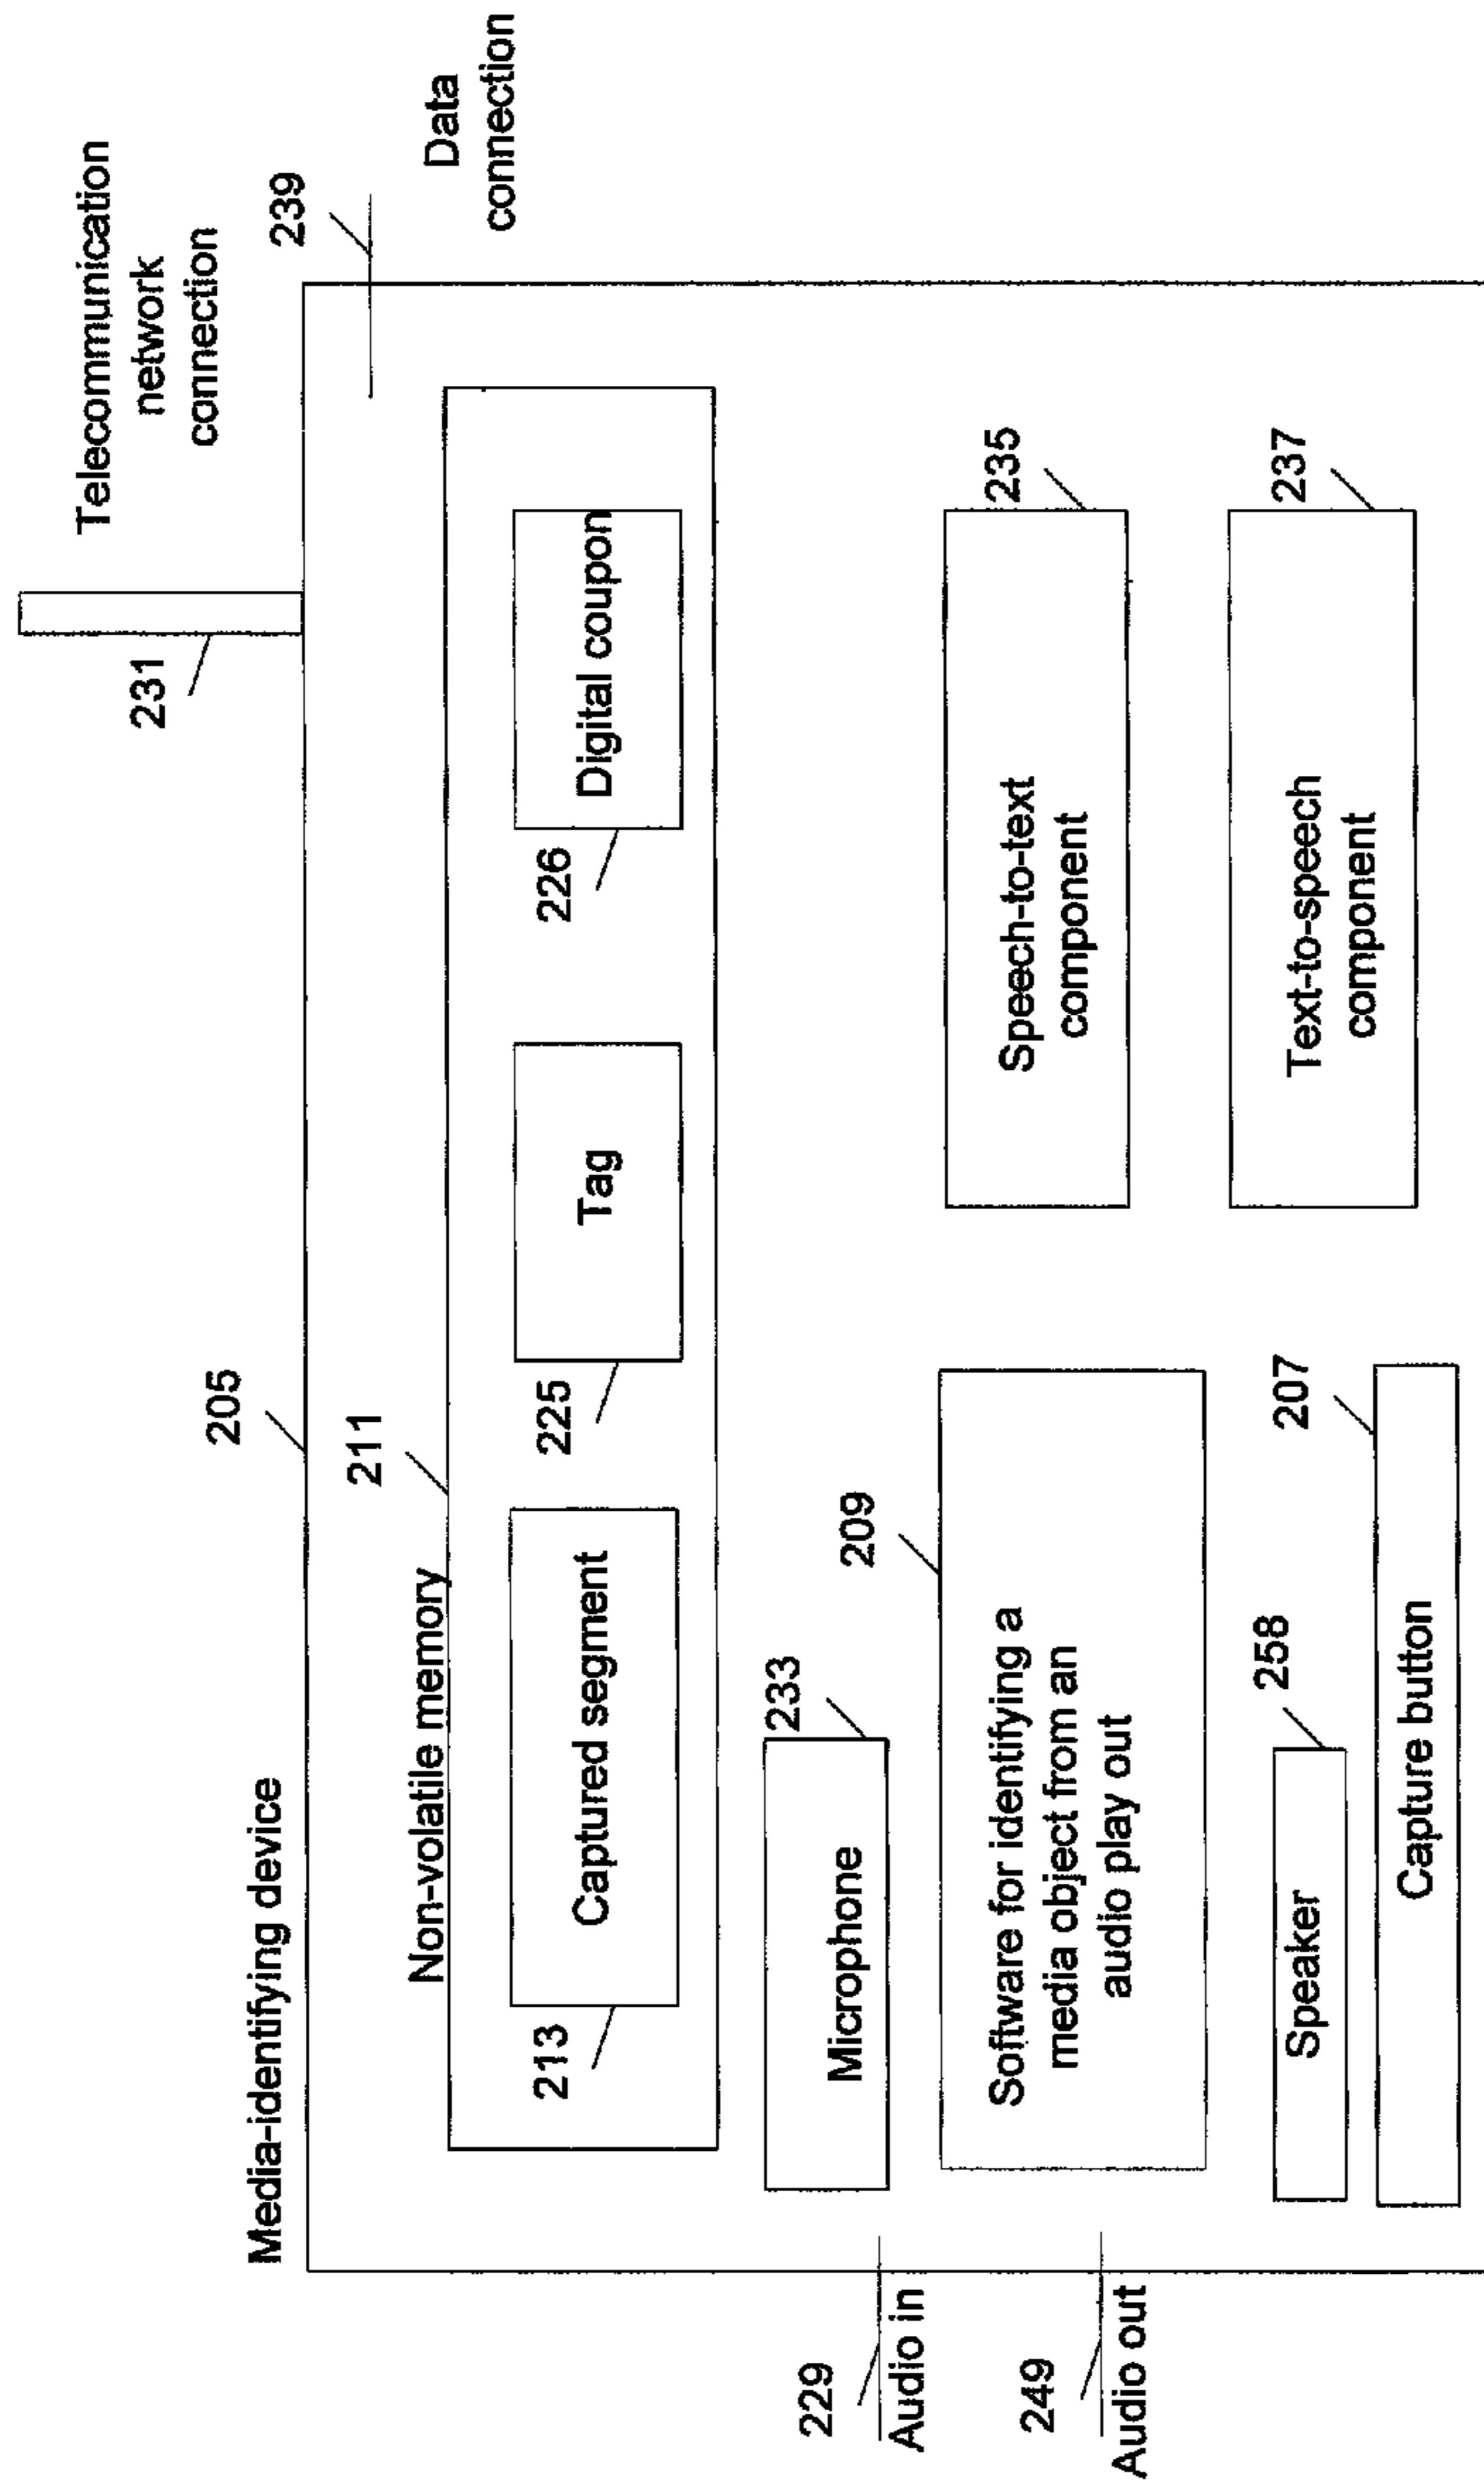 Telecommunication
network
connection
231
239
Data
connection
Media-identifying device
205
Non-volatile memory
211
213
Captured segment
225
Tag
226
Digital coupon
229
Audio in
Microphone
233
249
Audio out
Software for identifying a
media object from an
audio play out
209
Speech-to-text
component
235
Speaker
258
Text-to-speech
component
237
Capture button
207